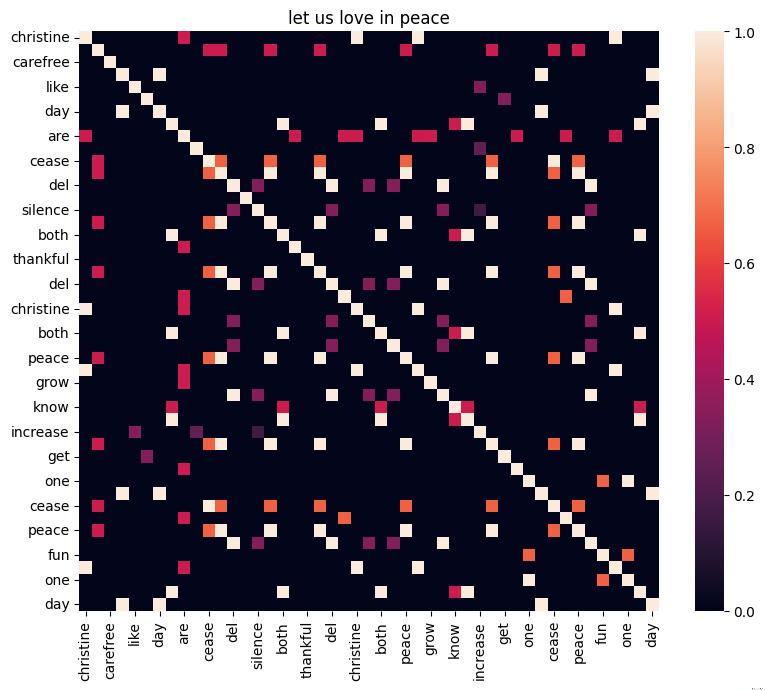 let us love in peace
christine
carefree
like
day
are
cease
del
silence
both
thankful
del
christine
both
peace
grow
know
increase
get
one
cease
peace
fun
one
day
1.0
0.8
0.6
0.4
0.2
0.0
christine
carefree
like
day
are
cease
del
silence
both
thankful
del
christine
both
peace
grow
know
increase
get
one
cease
peace
fun
one
day